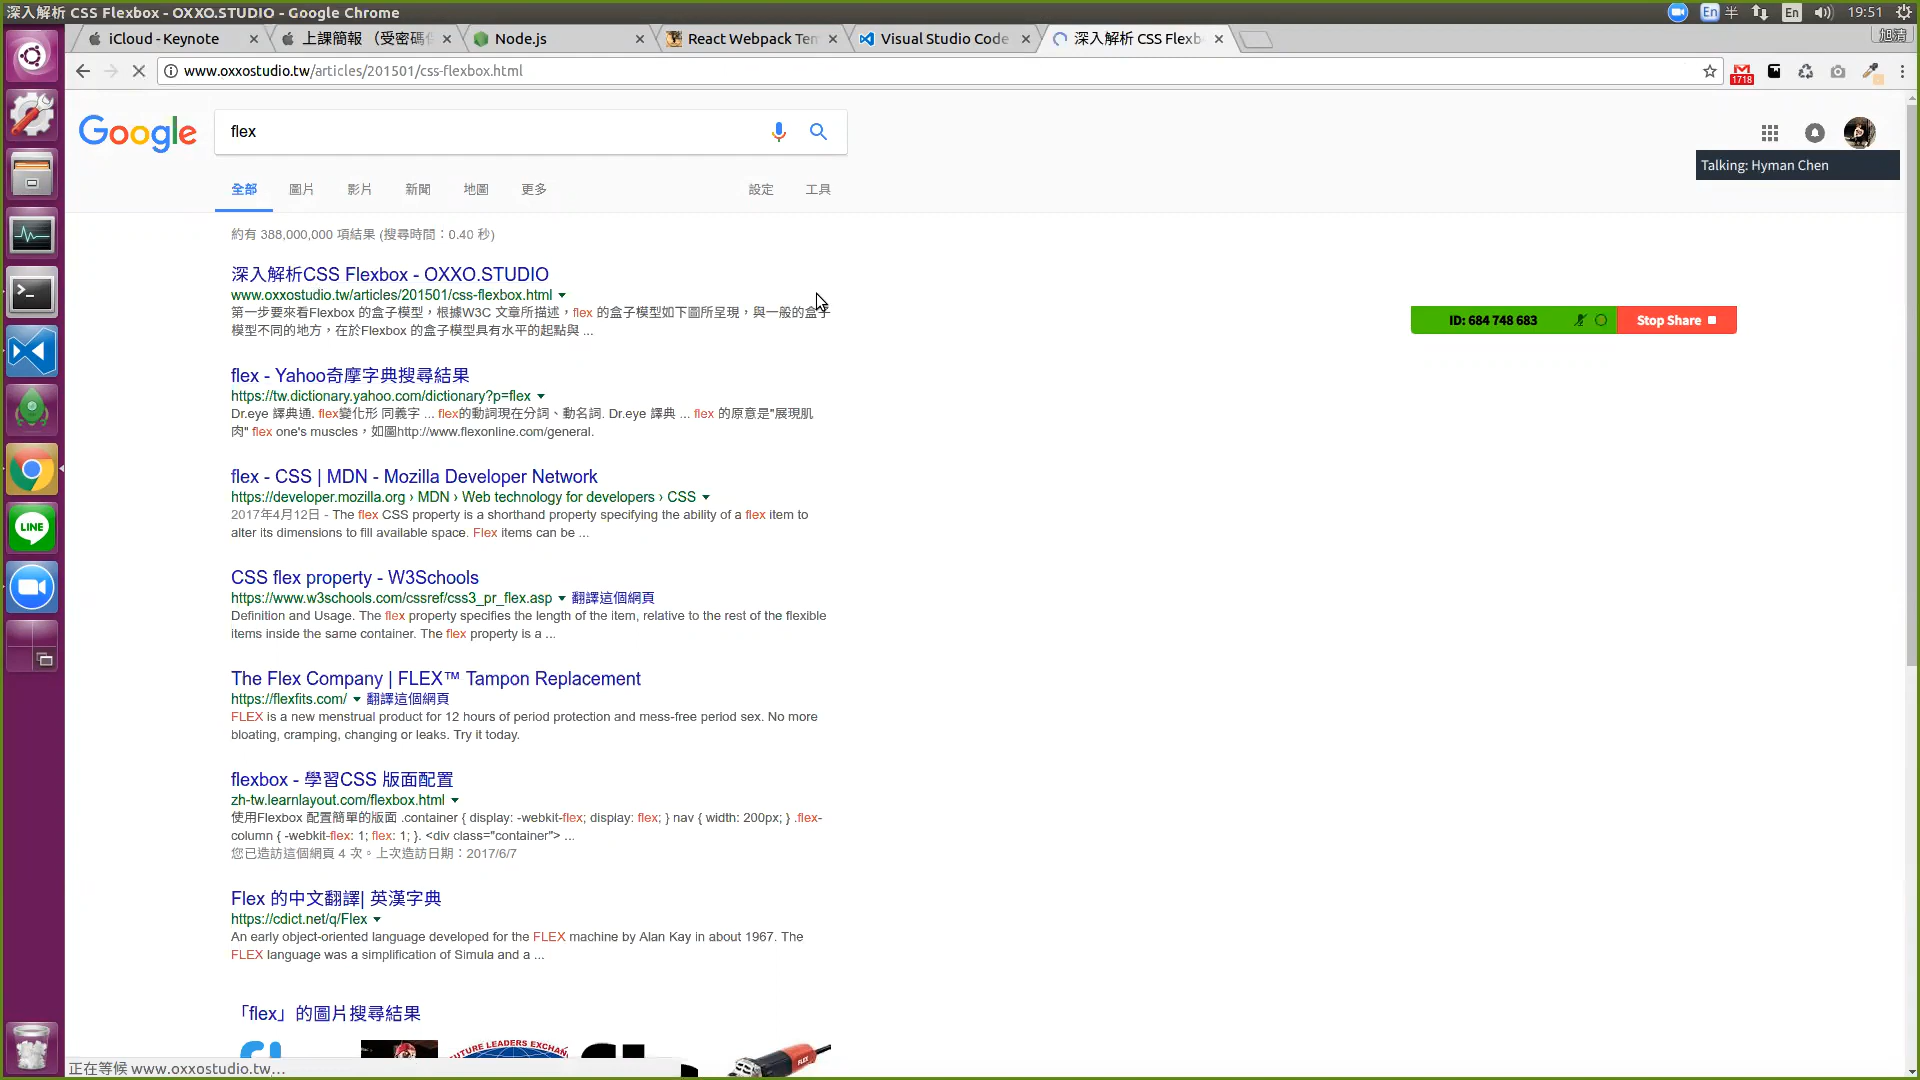 深入解析 CSS Flexbox - OXXO.STUDIO - Google Chrome
En 半 En 19:51
iCloud - Keynote
上課簡報 （受密碼
Node.js
React Webpack Tem
Visual Studio Code
深入解析 CSS Flexb
旭清
www.oxxostudio.tw/articles/201501/css-flexbox.html
1718
Google
flex
Talking: Hyman Chen
全部 圖片 影片 新聞 地圖 更多 設定 工具
約有 388,000,000 項結果 (搜尋時間：0.40 秒)
深入解析CSS Flexbox - OXXO.STUDIO
www.oxxostudio.tw/articles/201501/css-flexbox.html
第一步要來看Flexbox 的盒子模型，根據W3C 文章所描述，flex 的盒子模型如下圖所呈現，與一般的盒子
模型不同的地方，在於Flexbox 的盒子模型具有水平的起點與 ...
ID: 684 748 683
Stop Share
flex - Yahoo奇摩字典搜尋結果
https://tw.dictionary.yahoo.com/dictionary?p=flex
Dr.eye 譯典通. flex變化形 同義字 ... flex的動詞現在分詞、動名詞. Dr.eye 譯典 ... flex 的原意是"展現肌
肉" flex one's muscles，如圖http://www.flexonline.com/general.
flex - CSS | MDN - Mozilla Developer Network
https://developer.mozilla.org › MDN › Web technology for developers › CSS
2017年4月12日 - The flex CSS property is a shorthand property specifying the ability of a flex item to
alter its dimensions to fill available space. Flex items can be ...
CSS flex property - W3Schools
https://www.w3schools.com/cssref/css3_pr_flex.asp 翻譯這個網頁
Definition and Usage. The flex property specifies the length of the item, relative to the rest of the flexible
items inside the same container. The flex property is a ...
The Flex Company | FLEX™ Tampon Replacement
https://flexfits.com/ 翻譯這個網頁
FLEX is a new menstrual product for 12 hours of period protection and mess-free period sex. No more
bloating, cramping, changing or leaks. Try it today.
flexbox - 學習CSS 版面配置
zh-tw.learnlayout.com/flexbox.html
使用Flexbox 配置簡單的版面 .container { display: -webkit-flex; display: flex; } nav { width: 200px; } .flex-
column { -webkit-flex: 1; flex: 1; }. <div class="container"> ...
您已造訪這個網頁 4 次。上次造訪日期：2017/6/7
Flex 的中文翻譯| 英漢字典
https://cdict.net/q/Flex
An early object-oriented language developed for the FLEX machine by Alan Kay in about 1967. The
FLEX language was a simplification of Simula and a ...
「flex」的圖片搜尋結果
FUTURE LEADERS EXCHAN
FLEX
LINE
正在等候 www.oxxostudio.tw...